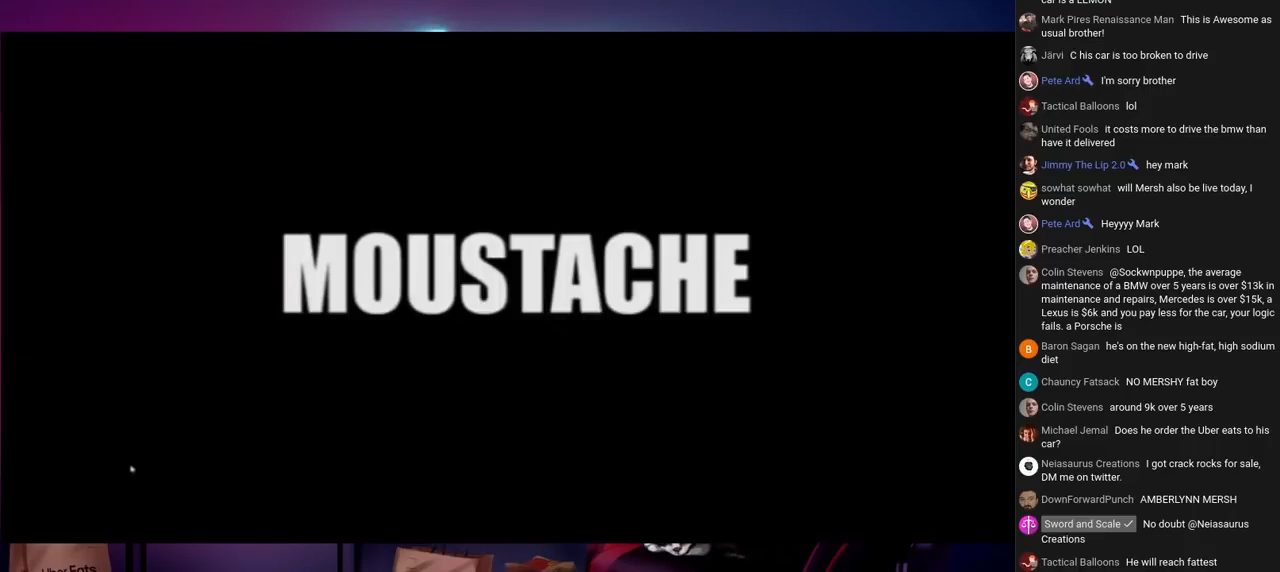 MOUSTACHE
Uber Eats
car is a LEMON
Mark Pires Renaissance Man This is Awesome as
usual brother!
Järvi C his car is too broken to drive
Pete Ard I'm sorry brother
Tactical Balloons lol
United Fools it costs more to drive the bmw than
have it delivered
Jimmy The Lip 2.0 hey mark
sowhat sowhat will Mersh also be live today, I
wonder
Pete Ard Heyyyy Mark
Preacher Jenkins LOL
Colin Stevens @Sockwnpuppe, the average
maintenance of a BMW over 5 years is over $13k in
maintenance and repairs, Mercedes is over $15k, a
Lexus is $6k and you pay less for the car, your logic
fails. a Porsche is
B Baron Sagan he's on the new high-fat, high sodium
diet
C Chauncy Fatsack NO MERSHY fat boy
Colin Stevens around 9k over 5 years
Michael Jemal Does he order the Uber eats to his
car?
Neiasaurus Creations I got crack rocks for sale,
DM me on twitter.
DownForwardPunch AMBERLYNN MERSH
Sword and Scale No doubt @Neiasaurus
Creations
Tactical Balloons He will reach fattest